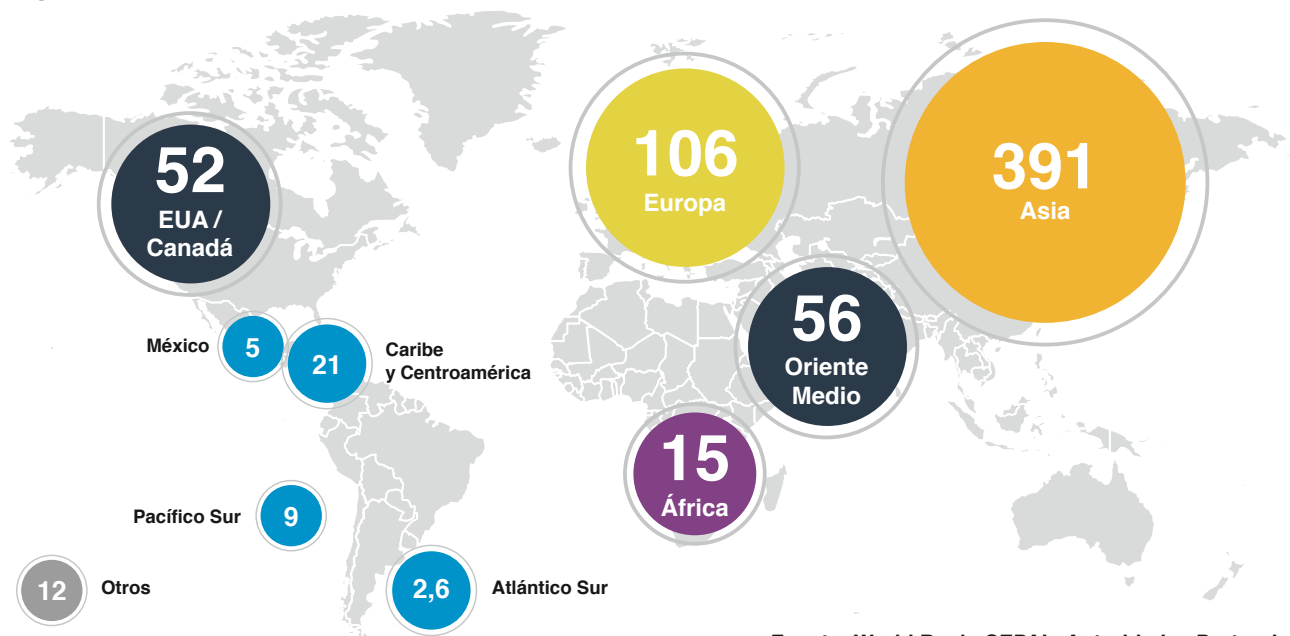 52
EUA /
Canadá
106
Europa
391
Asia
56
Oriente
Medio
México
5
21
Caribe
y Centroamérica
15
África
Pacífico Sur
9
12
Otros
2,6
Atlántico Sur